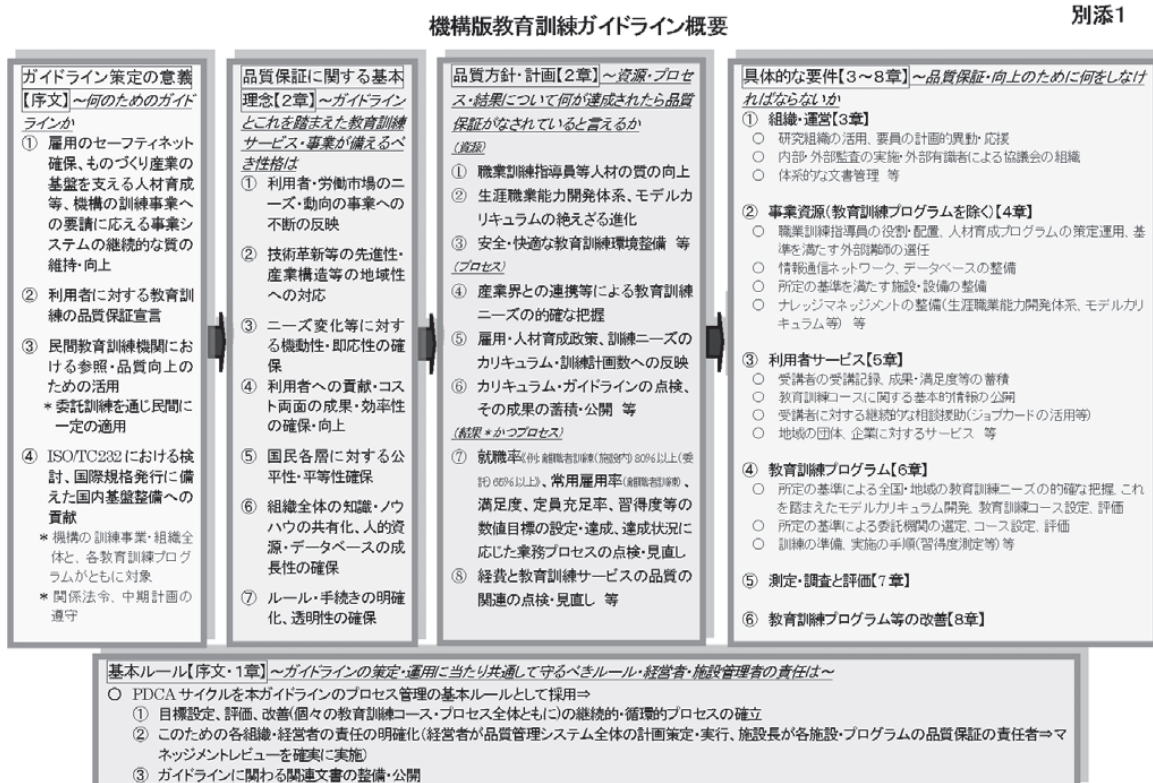 別添1
機構版教育訓練ガイドライン概要
ガイドライン策定の意義
【序文】～何のためのガイド
ラインか
① 雇用のセーフティネット
確保、ものづくり産業の
基盤を支える人材育成
等、機構の訓練事業へ
の要請に応える事業シ
ステムの継続的な質の
維持・向上
② 利用者に対する教育訓
練の品質保証宣言
③ 民間教育訓練機関にお
ける参照・品質向上の
ための活用
＊委託訓練を通じ民間に
一定の適用
④ ISO/TC232における検
討、国際規格発行に備
えた国内基盤整備への
貢献
＊機構の訓練事業・組織全
体と、各教育訓練プログ
ラムがともに対象
＊関係法令、中期計画の
遵守
品質保証に関する基本
理念【2章】～ガイドライン
とこれを踏まえた教育訓練
サービス・事業が備えるべ
き性格は
① 利用者・労働市場のニ
ーズ・動向の事業への
不断の反映
② 技術革新等の先進性・
産業構造等の地域性
への対応
③ ニーズ変化等に対す
る機動性・即応性の確
保
④ 利用者への貢献・コス
ト両面の成果・効率性
の確保・向上
⑤ 国民各層に対する公
平性・平等性確保
⑥ 組織全体の知識・ノウ
ハウの共有化、人的資
源・データベースの成
長性の確保
⑦ ルール・手続きの明確
化、透明性の確保
品質方針・計画【2章】～資源・プロセ
ス・結果について何が達成されたら品質
保証がなされていると言えるか
(資源)
① 職業訓練指導員等人材の質の向上
② 生涯職業能力開発体系、モデルカ
リキュラムの絶えざる進化
③ 安全・快適な教育訓練環境整備 等
(プロセス)
④ 産業界との連携等による教育訓練
ニーズの的確な把握
⑤ 雇用・人材育成政策、訓練ニーズの
カリキュラム・訓練計画数への反映
⑥ カリキュラム・ガイドラインの点検、
その成果の蓄積・公開 等
(結果＊かつプロセス)
⑦ 就職率(例:離職者訓練(施設内)80%以上(委
託)65%以上)、常用雇用率(離職者訓練)、
満足度、定員充足率、習得度等の
数値目標の設定・達成、達成状況に
応じた業務プロセスの点検・見直し
⑧ 経費と教育訓練サービスの品質の
関連の点検・見直し 等
具体的な要件【3～8章】～品質保証・向上のために何をしなけ
ればならないか
① 組織・運営【3章】
○ 研究組織の活用、要員の計画的異動・応援
○ 内部・外部監査の実施・外部有識者による協議会の組織
○ 体系的な文書管理 等
② 事業資源(教育訓練プログラムを除く)【4章】
○ 職業訓練指導員の役割・配置、人材育成プログラムの策定運用、基
準を満たす外部講師の選任
○ 情報通信ネットワーク、データベースの整備
○ 所定の基準を満たす施設・設備の整備
○ ナレッジマネッジメントの整備(生涯職業能力開発体系、モデルカリ
キュラム等) 等
③ 利用者サービス【5章】
○ 受講者の受講記録、成果・満足度等の蓄積
○ 教育訓練コースに関する基本的情報の公開
○ 受講者に対する継続的な相談援助(ジョブカードの活用等)
○ 地域の団体、企業に対するサービス 等
④ 教育訓練プログラム【6章】
○ 所定の基準による全国・地域の教育訓練ニーズの的確な把握、これ
を踏まえたモデルカリキュラム開発、教育訓練コース設定、評価
○ 所定の基準による委託機関の選定、コース設定、評価
○ 訓練の準備、実施の手順(習得度測定等)等
⑤ 測定・調査と評価【7章】
⑥ 教育訓練プログラム等の改善【8章】
基本ルール【序文・1章】～ガイドラインの策定・運用に当たり共通して守るべきルール・経営者・施設管理者の責任は～
○ PDCAサイクルを本ガイドラインのプロセス管理の基本ルールとして採用⇒
① 目標設定、評価、改善(個々の教育訓練コース・プロセス全体ともに)の継続的・循環的プロセスの確立
② このための各組織・経営者の責任の明確化(経営者が品質管理システム全体の計画策定・実行、施設長が各施設・プログラムの品質保証の責任者⇒マ
ネッジメントレビューを確実に実施)
③ ガイドラインに関わる関連文書の整備・公開